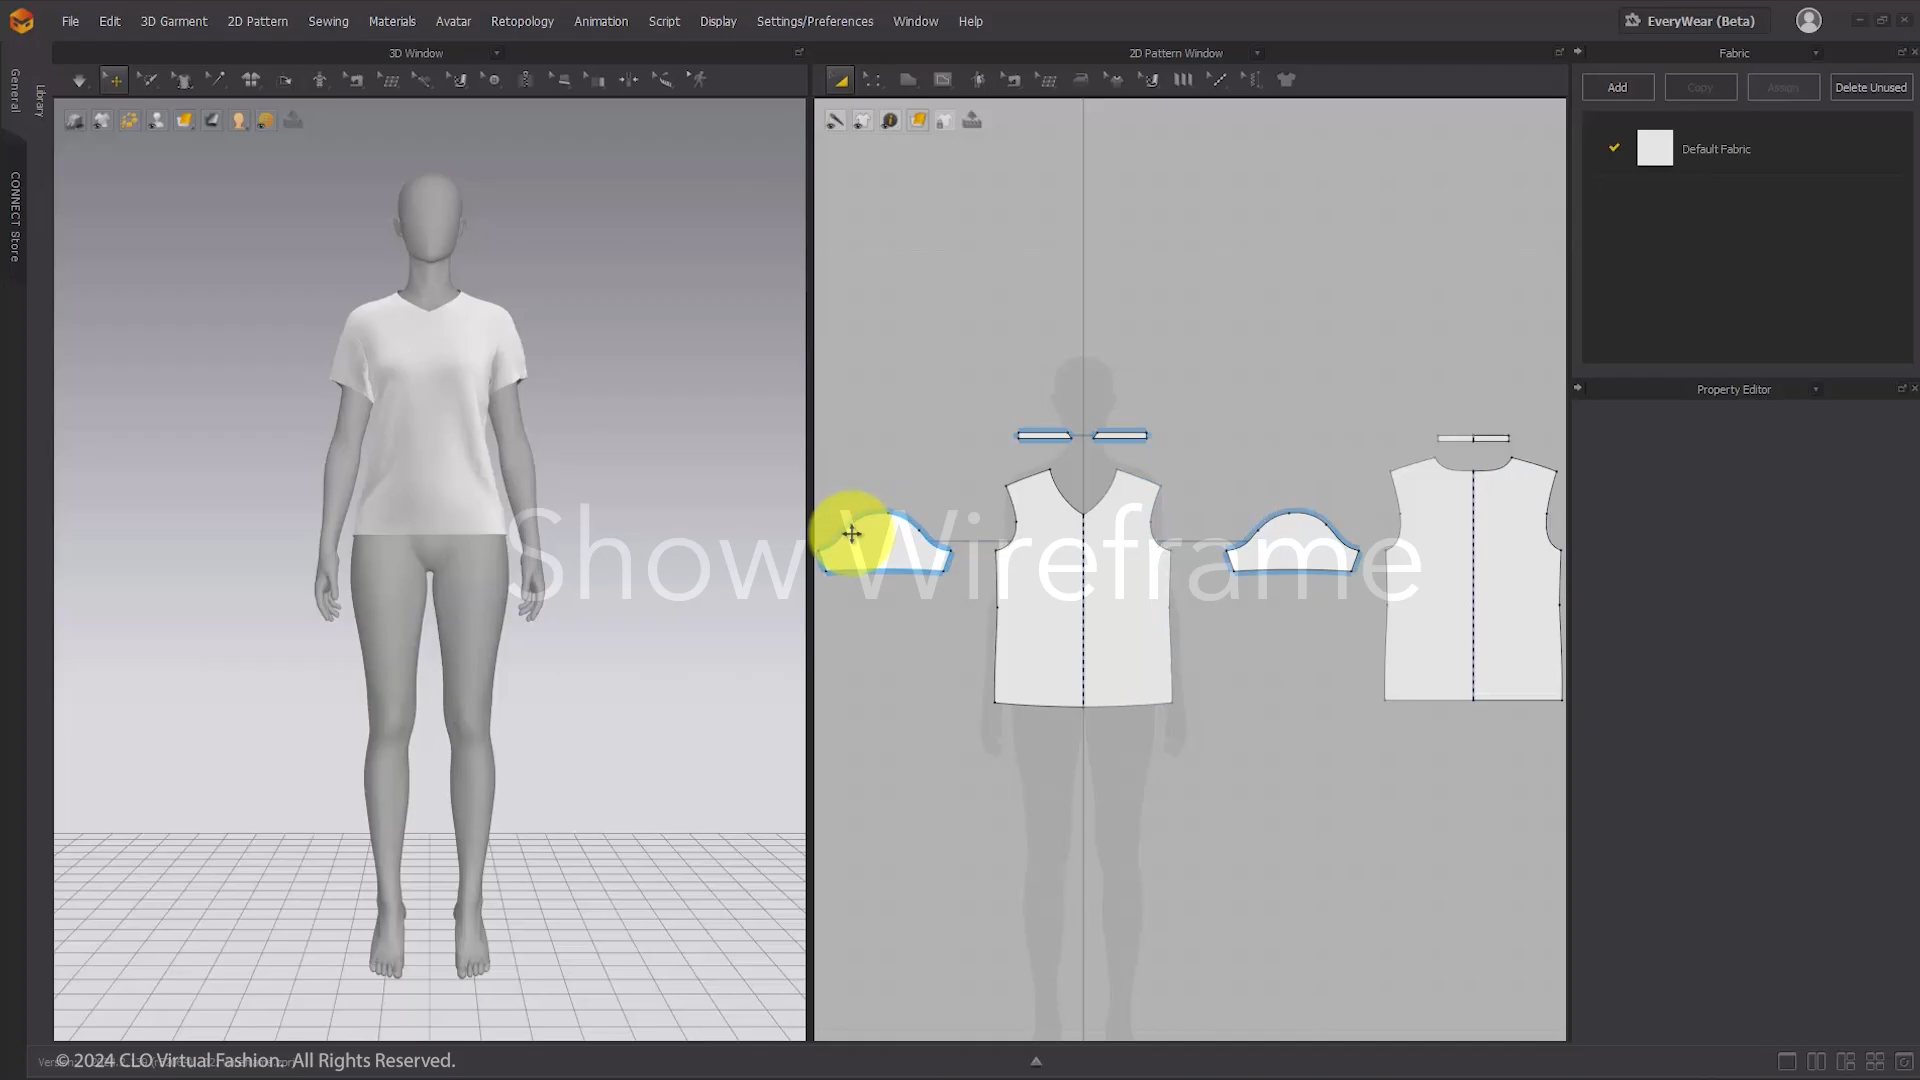 File Edit 3D Garment 2D Pattern Sewing Materials Avatar Retopology Animation Script Display Settings/Preferences Window Help
EveryWear (Beta)
General
Library
CONNECT Store
3D Window
2D Pattern Window
Fabric
Add
Copy
Assign
Delete Unused
Default Fabric
Property Editor
Show Wireframe
© 2024 CLO Virtual Fashion. All Rights Reserved.